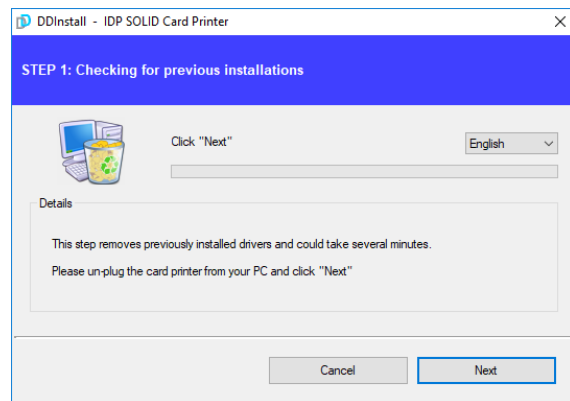 DDInstall - IDP SOLID Card Printer
STEP 1: Checking for previous installations
Click "Next"
English
Details
This step removes previously installed drivers and could take several minutes.
Please un-plug the card printer from your PC and click "Next"
Cancel
Next